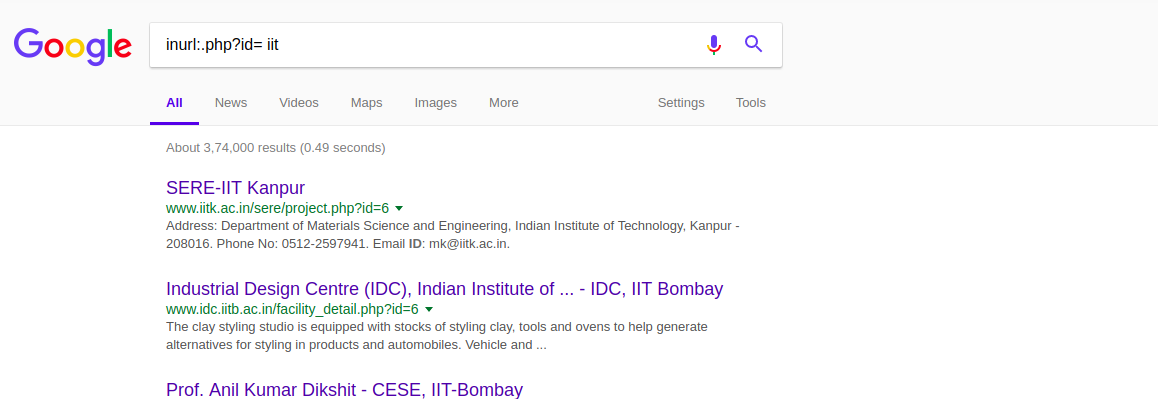 Google
inurl:.php?id= iit
All News Videos Maps Images More Settings Tools
About 3,74,000 results (0.49 seconds)
SERE-IIT Kanpur
www.iitk.ac.in/sere/project.php?id=6
Address: Department of Materials Science and Engineering, Indian Institute of Technology, Kanpur -
208016. Phone No: 0512-2597941. Email ID: mk@iitk.ac.in.
Industrial Design Centre (IDC), Indian Institute of ... - IDC, IIT Bombay
www.idc.iitb.ac.in/facility_detail.php?id=6
The clay styling studio is equipped with stocks of styling clay, tools and ovens to help generate
alternatives for styling in products and automobiles. Vehicle and ...
Prof. Anil Kumar Dikshit - CESE, IIT-Bombay